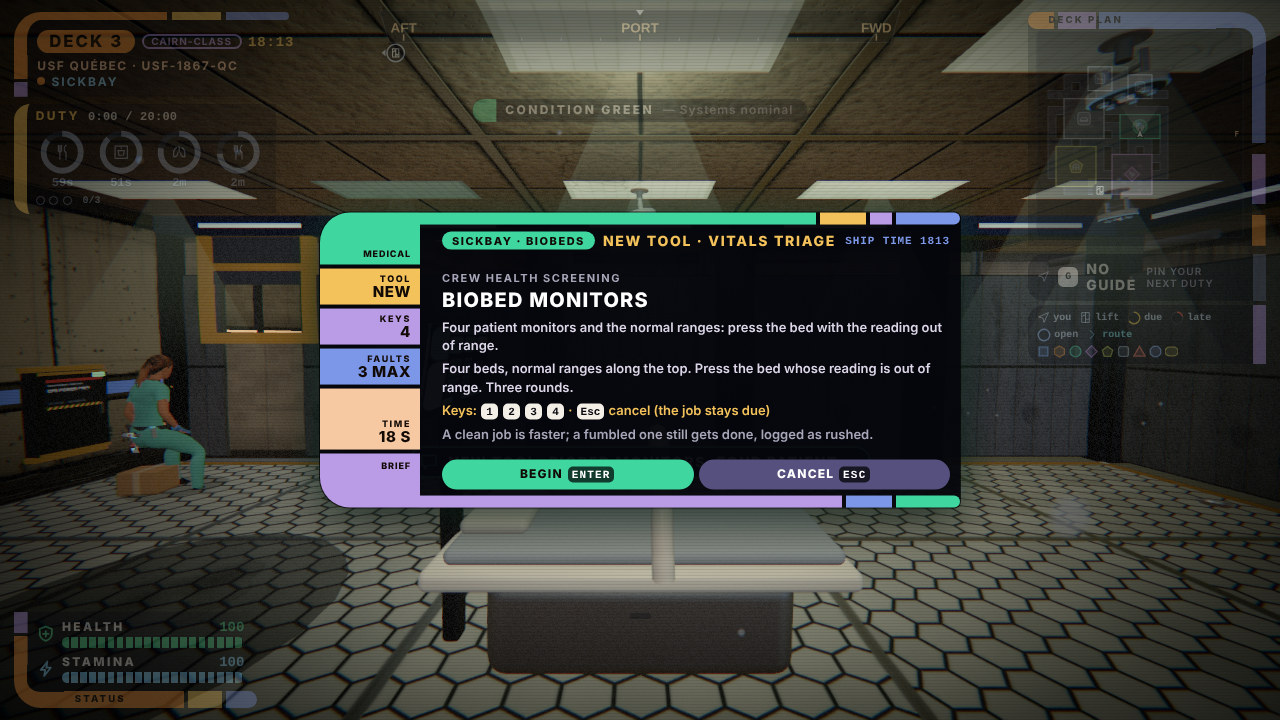 DECK 3 CAIRN-CLASS 18:13
USF QUÉBEC · USF-1867-QC
SICKBAY
DUTY 0:00 / 20:00
59s 51s 2m 2m
0/3
AFT PORT FWD
CONDITION GREEN — Systems nominal
DECK PLAN
F
G NO GUIDE PIN YOUR NEXT DUTY
you lift due late
open route
MEDICAL
TOOL
NEW
KEYS
4
FAULTS
3 MAX
TIME
18 S
BRIEF
SICKBAY · BIOBEDS NEW TOOL · VITALS TRIAGE SHIP TIME 1813
CREW HEALTH SCREENING
BIOBED MONITORS
Four patient monitors and the normal ranges: press the bed with the reading out
of range.
Four beds, normal ranges along the top. Press the bed whose reading is out of
range. Three rounds.
Keys: 1 2 3 4 · Esc cancel (the job stays due)
A clean job is faster; a fumbled one still gets done, logged as rushed.
BEGIN ENTER CANCEL ESC
HEALTH 100
STAMINA 100
STATUS